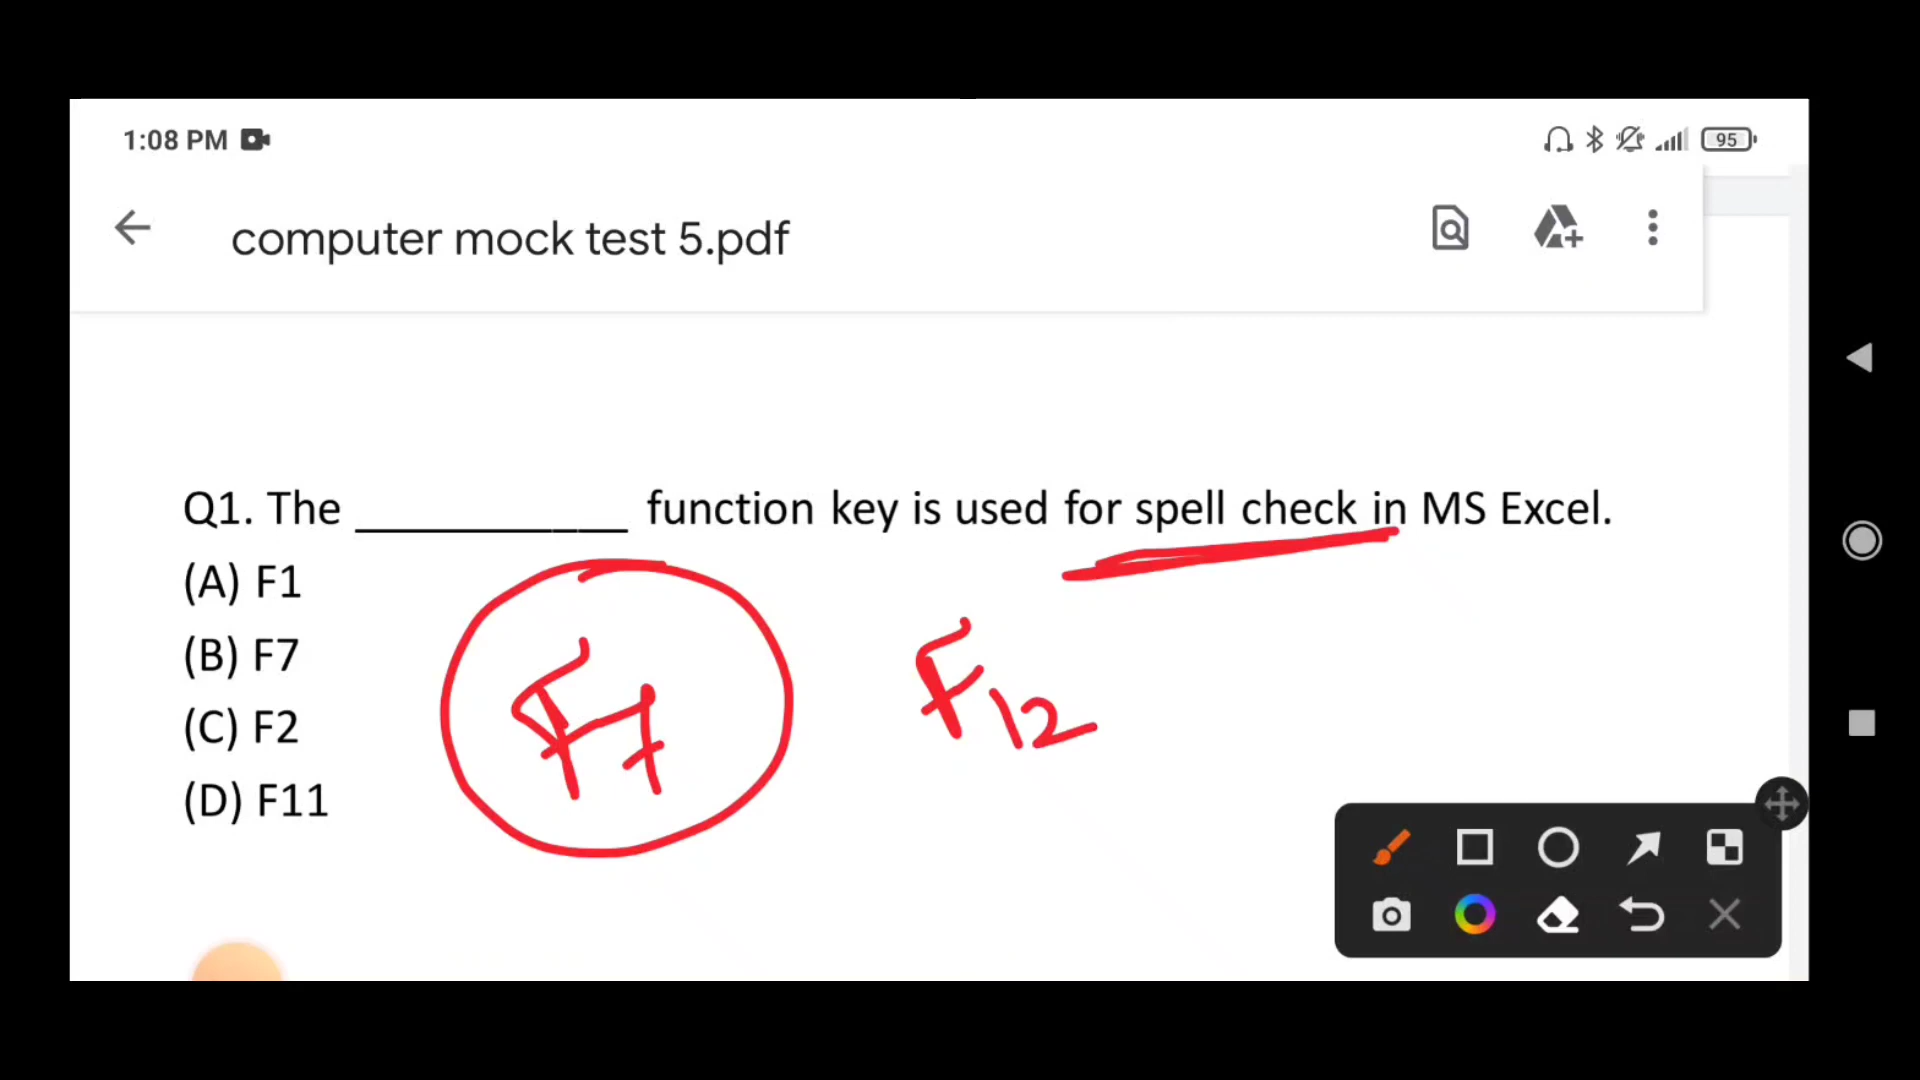 1:08 PM
95
computer mock test 5.pdf
Q1. The ____________ function key is used for spell check in MS Excel.
(A) F1
(B) F7
(C) F2
(D) F11
F7
F12